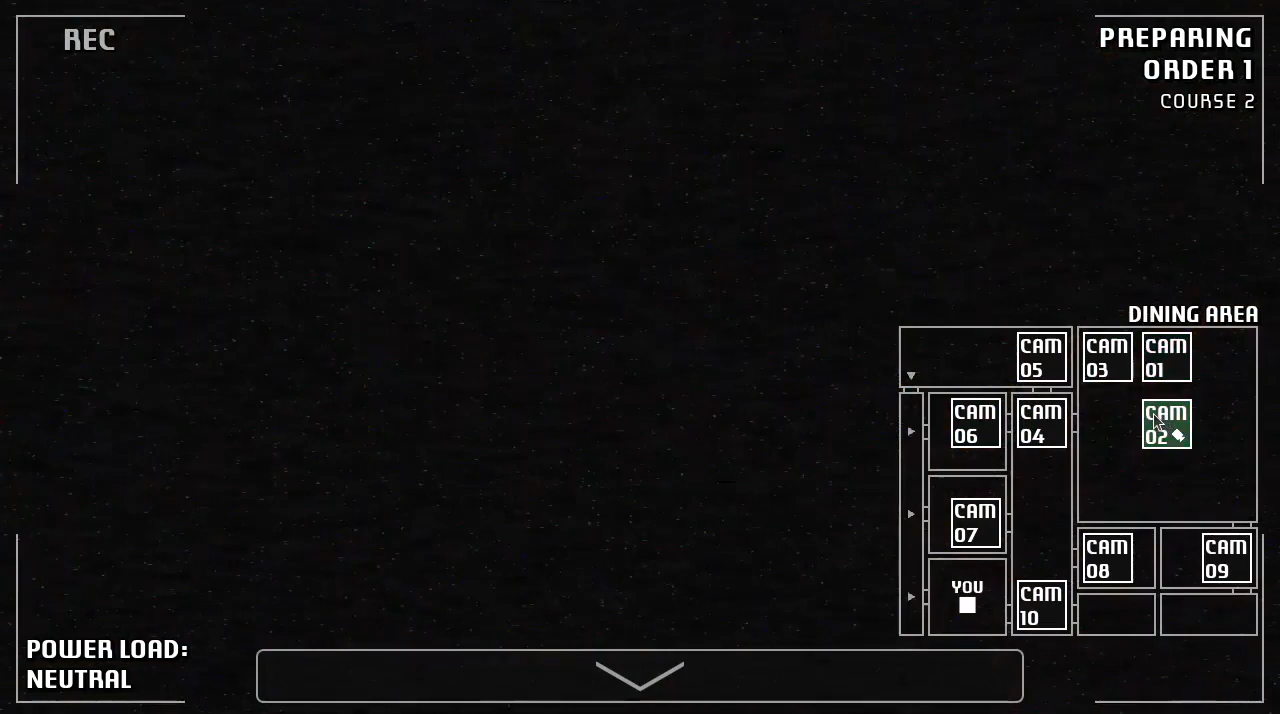 REC
PREPARING
ORDER 1
COURSE 2
DINING AREA
CAM
05
CAM
03
CAM
01
CAM
06
CAM
04
CAM
02
CAM
07
CAM
08
CAM
09
YOU
CAM
10
POWER LOAD:
NEUTRAL